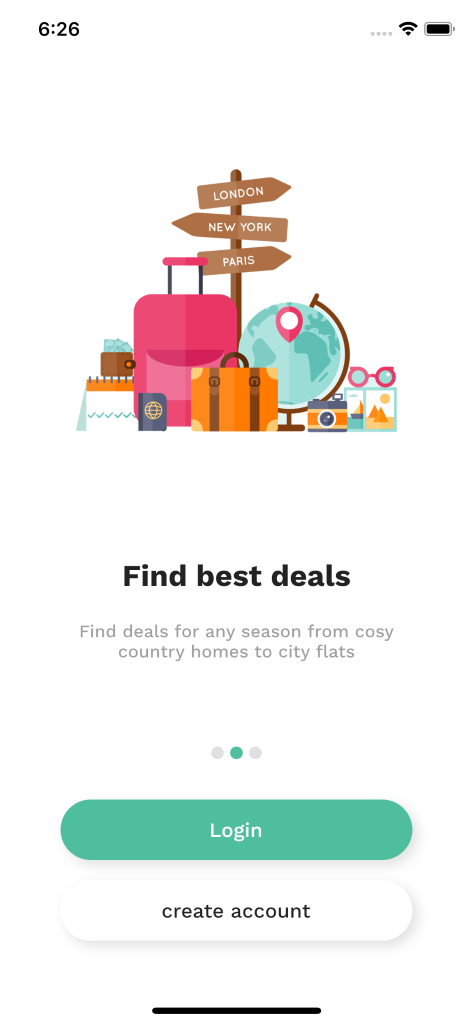 6:26
LONDON
NEW YORK
PARIS
Find best deals
Find deals for any season from cosy
country homes to city flats
Login
create account